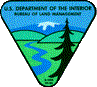 U.S. DEPARTMENT OF THE INTERIOR
BUREAU OF LAND MANAGEMENT